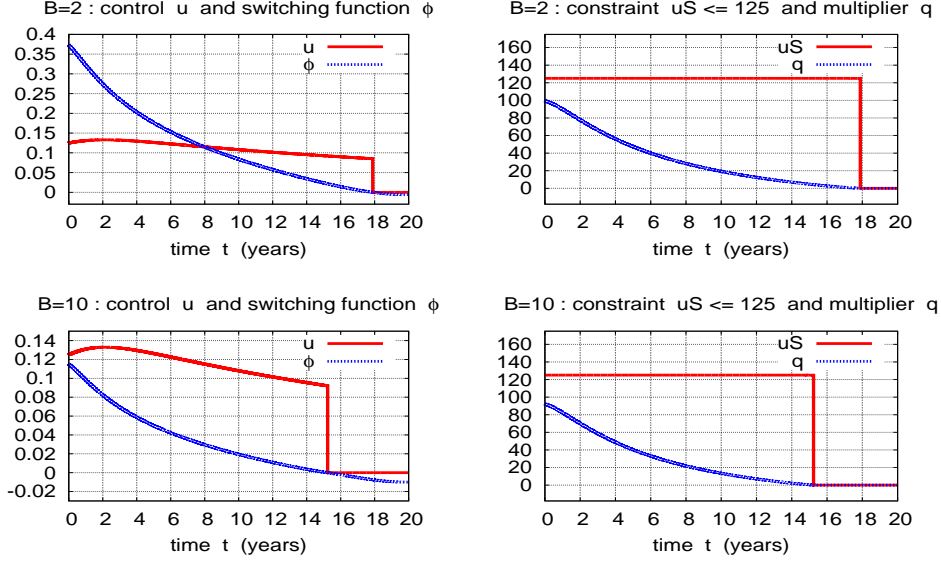 B=2 : control u and switching function ϕ
0.4
0.35
0.3
0.25
0.2
0.15
0.1
0.05
0
u
ϕ
0 2 4 6 8 10 12 14 16 18 20
time t (years)
B=2 : constraint uS <= 125 and multiplier q
160
140
120
100
80
60
40
20
0
uS
q
0 2 4 6 8 10 12 14 16 18 20
time t (years)
B=10 : control u and switching function ϕ
0.14
0.12
0.1
0.08
0.06
0.04
0.02
0
-0.02
u
ϕ
0 2 4 6 8 10 12 14 16 18 20
time t (years)
B=10 : constraint uS <= 125 and multiplier q
160
140
120
100
80
60
40
20
0
uS
q
0 2 4 6 8 10 12 14 16 18 20
time t (years)